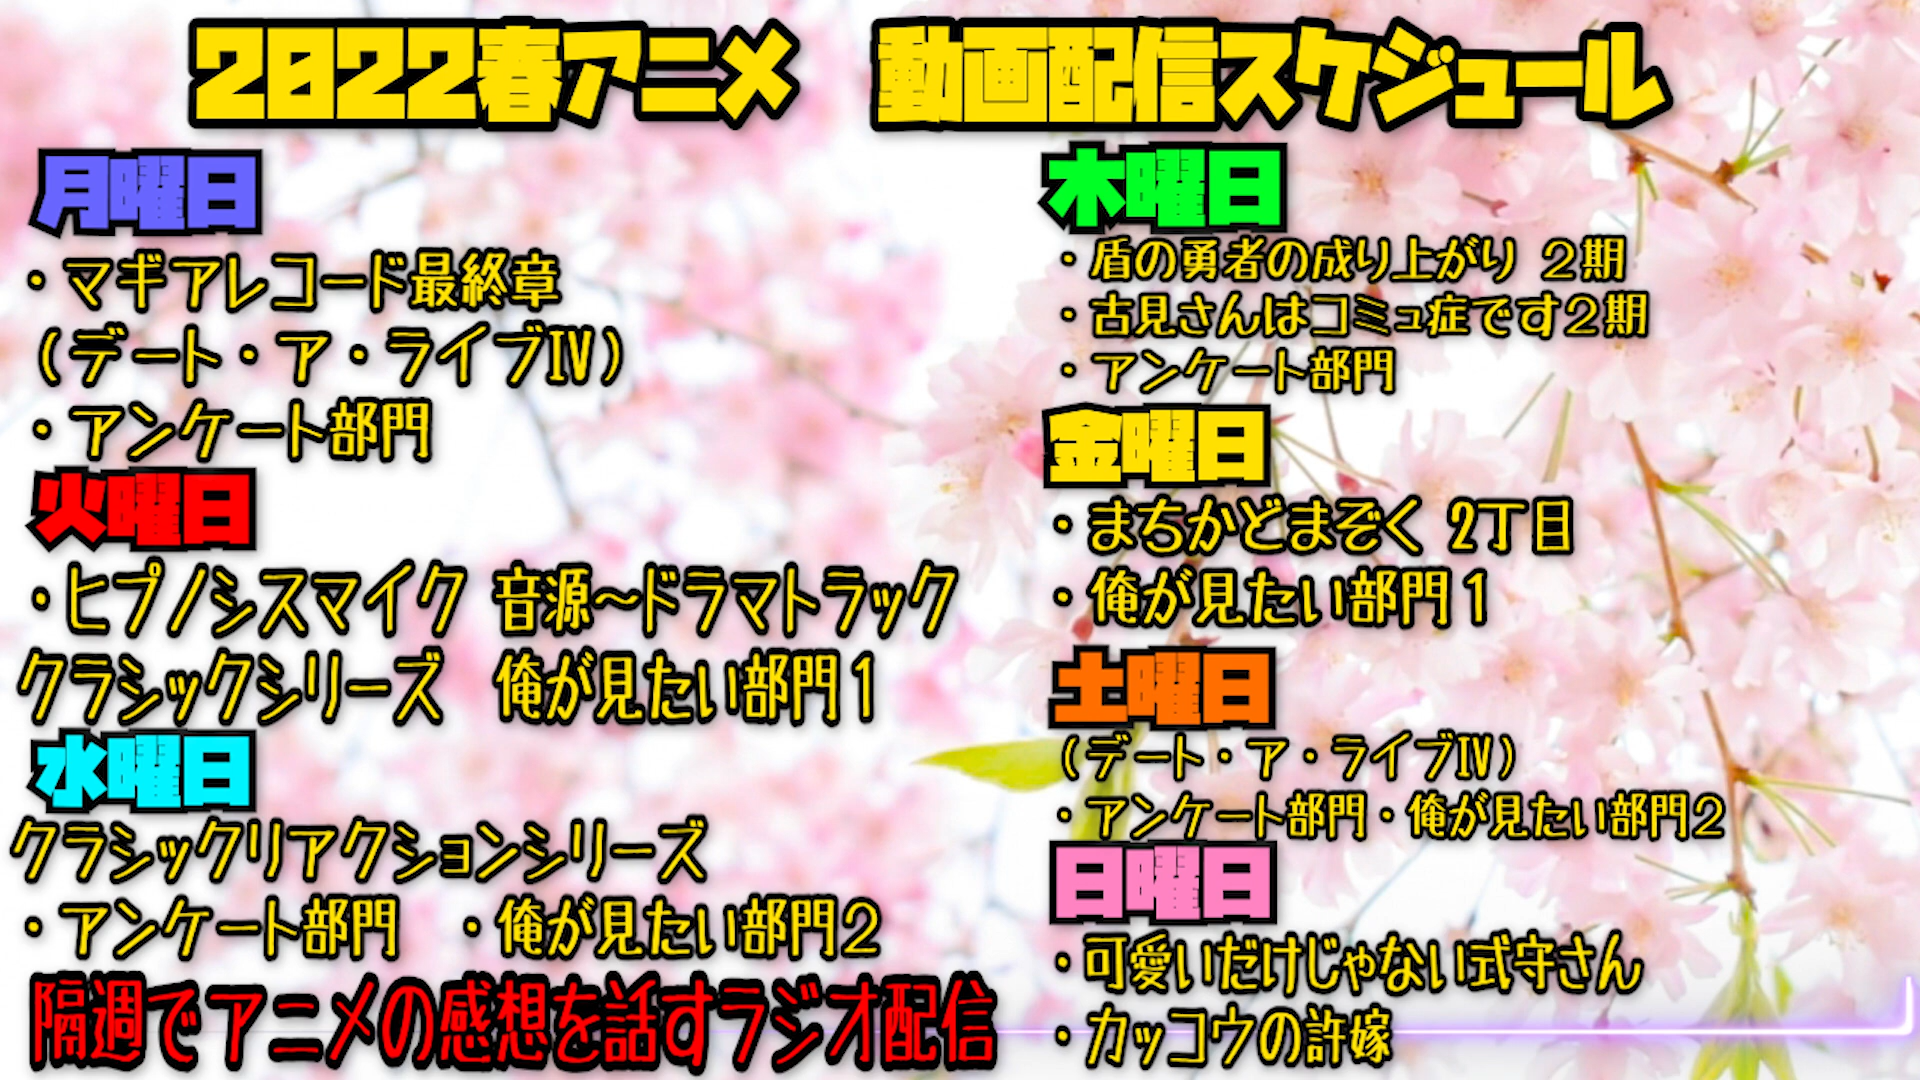 2022春アニメ　動画配信スケジュール
月曜日
・マギアレコード最終章
（デート・ア・ライブⅣ）
・アンケート部門
火曜日
・ヒプノシスマイク 音源～ドラマトラック
クラシックシリーズ　俺が見たい部門１
水曜日
クラシックリアクションシリーズ
・アンケート部門　・俺が見たい部門２
隔週でアニメの感想を話すラジオ配信
木曜日
・盾の勇者の成り上がり ２期
・古見さんはコミュ症です２期
・アンケート部門
金曜日
・まちかどまぞく 2丁目
・俺が見たい部門１
土曜日
（デート・ア・ライブⅣ）
・アンケート部門・俺が見たい部門２
日曜日
・可愛いだけじゃない式守さん
・カッコウの許嫁